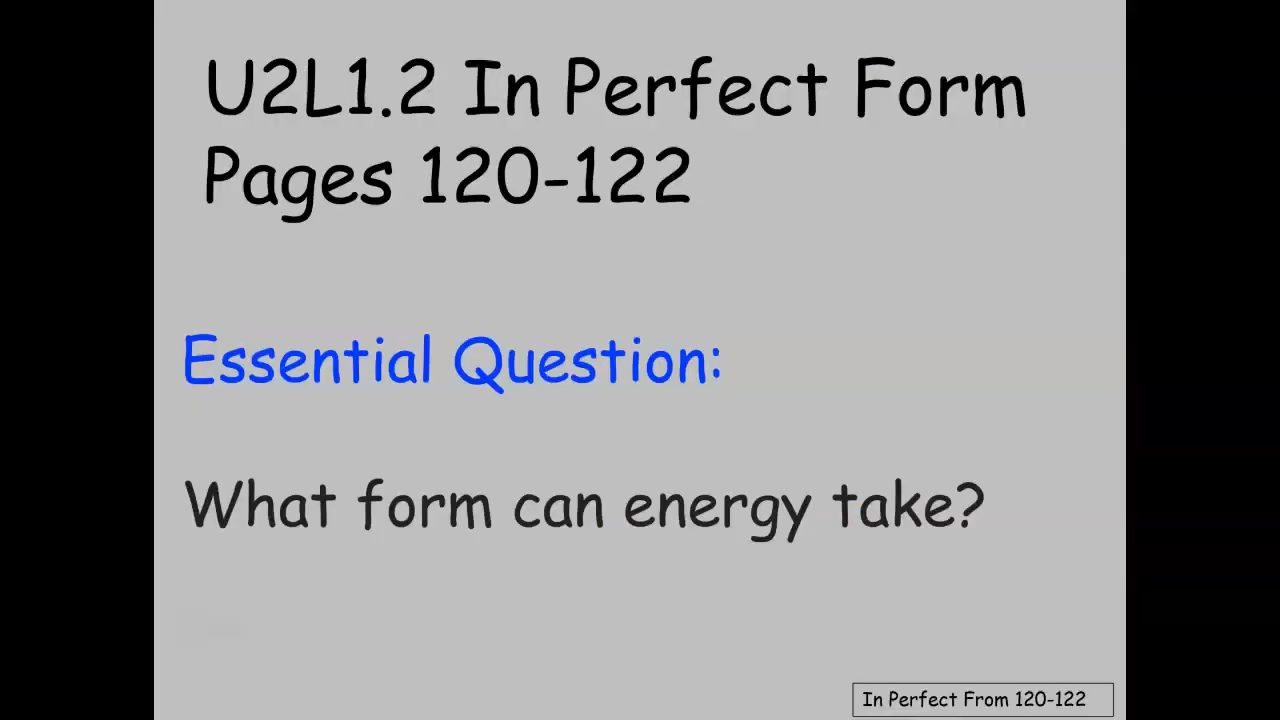 U2L1.2 In Perfect Form
Pages 120-122
Essential Question:
What form can energy take?
In Perfect From 120-122